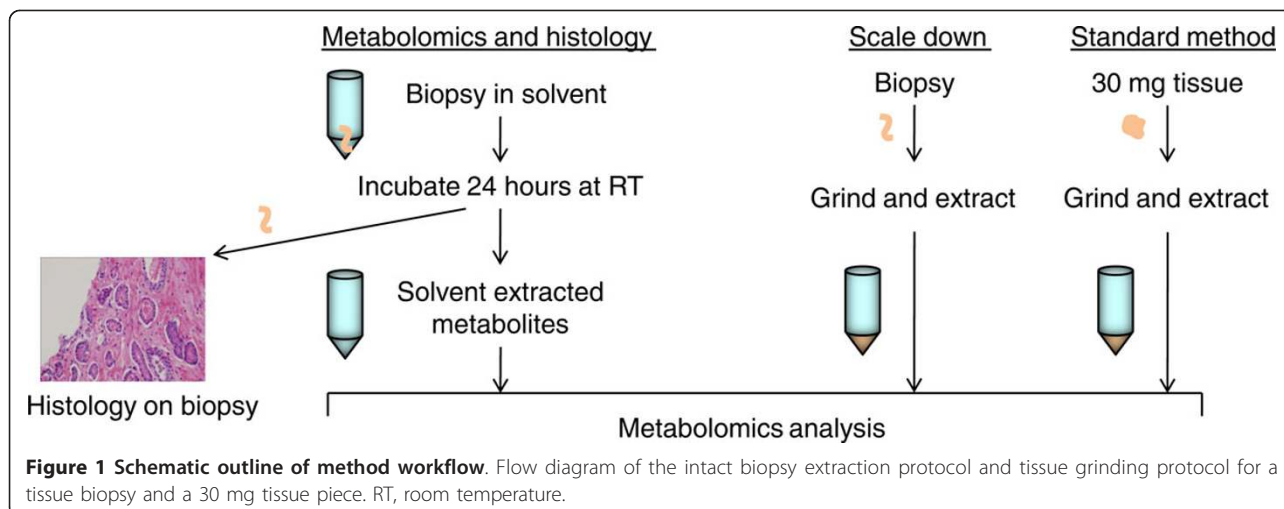 Metabolomics and histology
Biopsy in solvent
Incubate 24 hours at RT
Solvent extracted
metabolites
Histology on biopsy
Scale down
Biopsy
Grind and extract
Standard method
30 mg tissue
Grind and extract
Metabolomics analysis
Figure 1 Schematic outline of method workflow. Flow diagram of the intact biopsy extraction protocol and tissue grinding protocol for a
tissue biopsy and a 30 mg tissue piece. RT, room temperature.